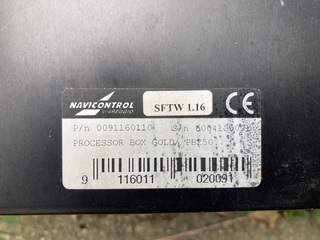 NAVICONTROL
VIAREGGIO
SFTW 1.16
CE
P/n 0091160110 S/n
PROCESSOR BOX GOLD/
9 116011 020091